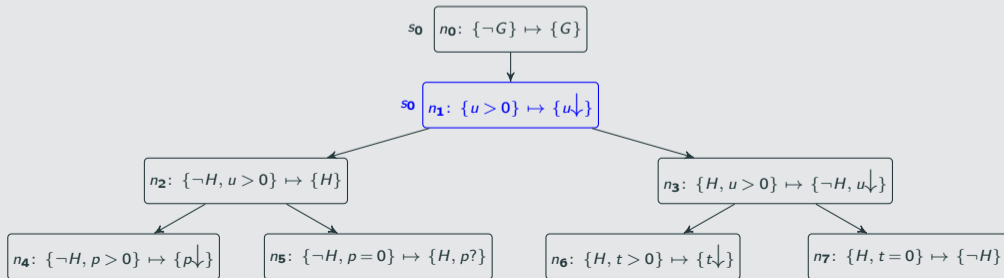 s₀ n₀: {¬G} ↦ {G}
s₀ n₁: {u > 0} ↦ {u↓}
n₂: {¬H, u > 0} ↦ {H} n₃: {H, u > 0} ↦ {¬H, u↓}
n₄: {¬H, p > 0} ↦ {p↓} n₅: {¬H, p = 0} ↦ {H, p?} n₆: {H, t > 0} ↦ {t↓} n₇: {H, t = 0} ↦ {¬H}